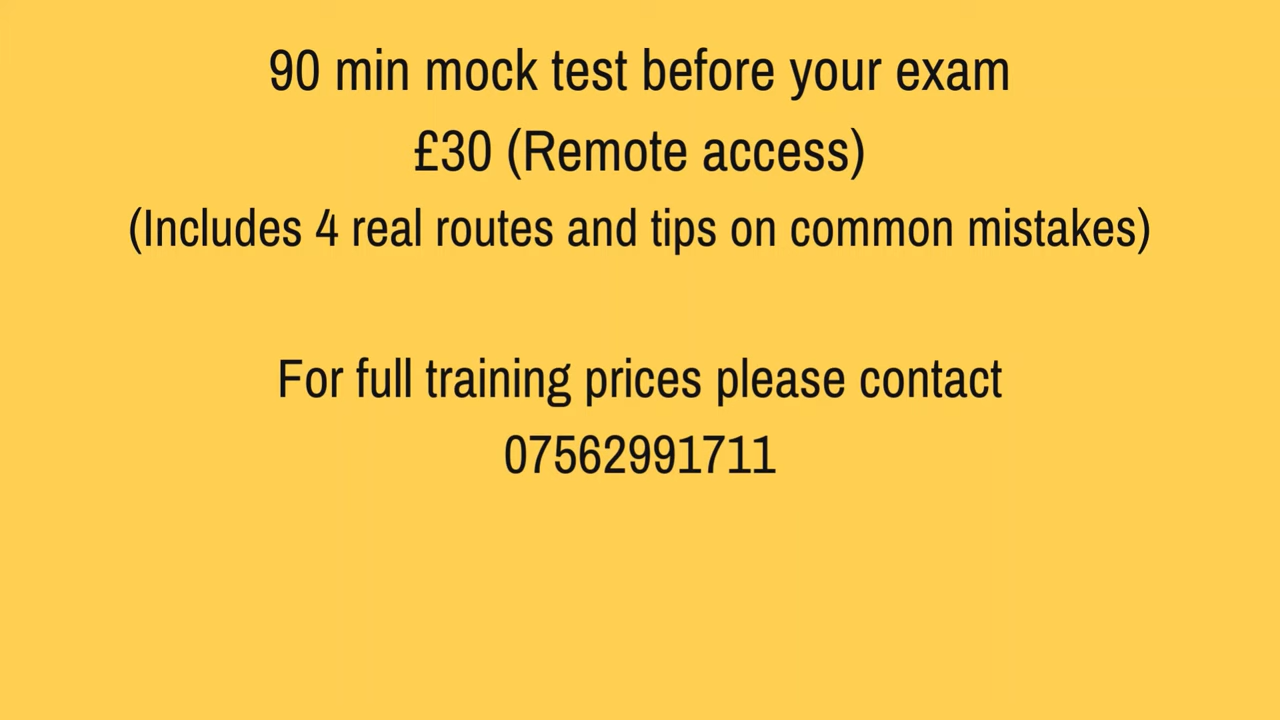 90 min mock test before your exam
£30 (Remote access)
(Includes 4 real routes and tips on common mistakes)
For full training prices please contact
07562991711